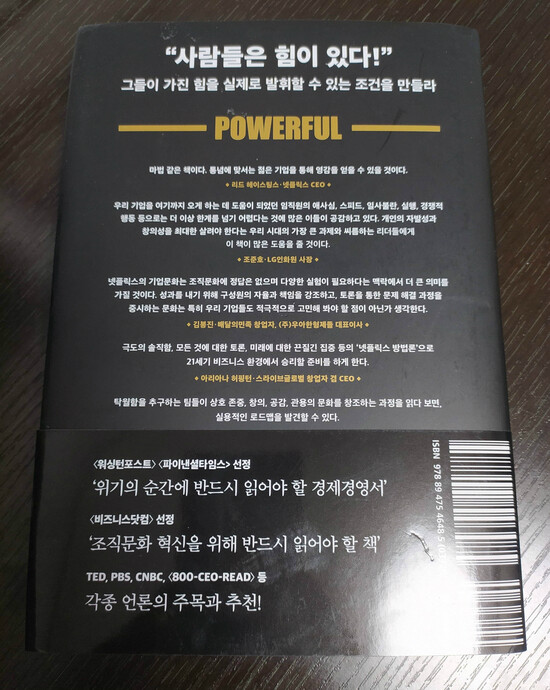 “사람들은 힘이 있다!”
그들이 가진 힘을 실제로 발휘할 수 있는 조건을 만들라
POWERFUL
마법 같은 책이다. 통념에 맞서는 젊은 기업을 통해 영감을 얻을 수 있을 것이다.
◆ 리드 헤이스팅스·넷플릭스 CEO ◆
우리 기업을 여기까지 오게 하는 데 도움이 되었던 임직원의 애사심, 스피드, 일사불란, 실행, 경쟁적
행동 등으로는 더 이상 한계를 넘기 어렵다는 것에 많은 이들이 공감하고 있다. 개인의 자발성과
창의성을 최대한 살려야 한다는 우리 시대의 가장 큰 과제와 씨름하는 리더들에게
이 책이 많은 도움을 줄 것이다.
◆ 조준호·LG인화원 사장 ◆
넷플릭스의 기업문화는 조직문화에 정답은 없으며 다양한 실험이 필요하다는 맥락에서 더 큰 의미를
가질 것이다. 성과를 내기 위해 구성원의 자율과 책임을 강조하고, 토론을 통한 문제 해결 과정을
중시하는 문화는 특히 우리 기업들도 적극적으로 고민해 봐야 할 점이 아닌가 생각한다.
◆ 김봉진·배달의민족 창업자, (주)우아한형제들 대표이사 ◆
극도의 솔직함, 모든 것에 대한 토론, 미래에 대한 끈질긴 집중 등의 ‘넷플릭스 방법론’으로
21세기 비즈니스 환경에서 승리할 준비를 하게 한다.
◆ 아리아나 허핑턴·스라이브글로벌 창업자 겸 CEO ◆
탁월함을 추구하는 팀들이 상호 존중, 창의, 공감, 관용의 문화를 창조하는 과정을 읽다 보면,
실용적인 로드맵을 발견할 수 있다.
〈워싱턴포스트〉 〈파이낸셜타임스〉 선정
‘위기의 순간에 반드시 읽어야 할 경제경영서’
〈비즈니스닷컴〉 선정
‘조직문화 혁신을 위해 반드시 읽어야 할 책’
TED, PBS, CNBC, 〈800-CEO-READ〉 등
각종 언론의 주목과 추천!
ISBN 978 89 475 4648